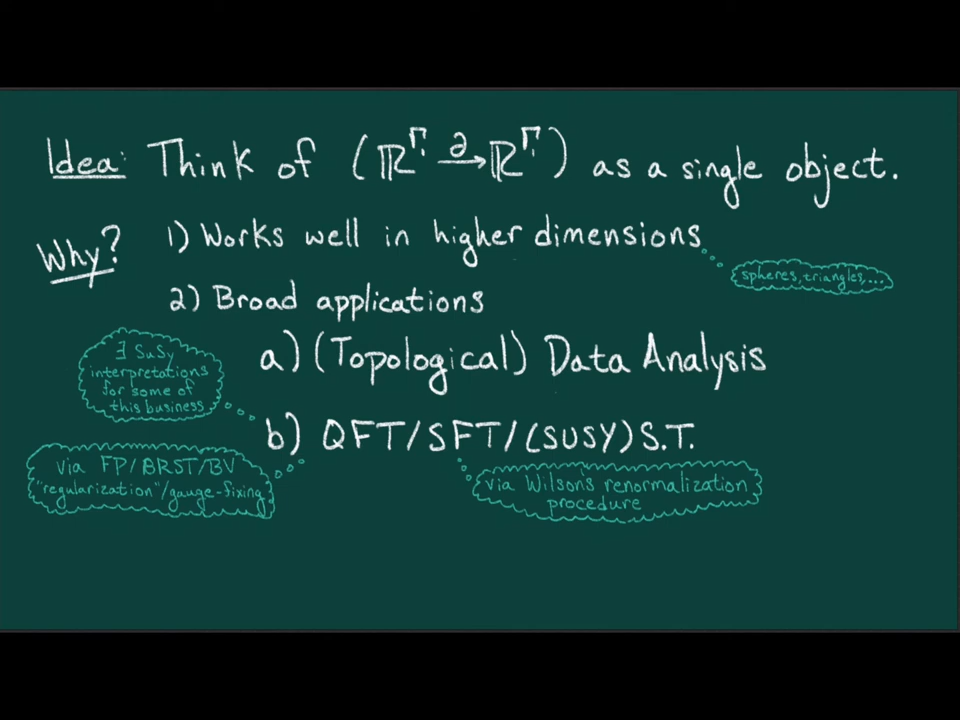 Idea: Think of (ℝ^Γ₁ —∂→ ℝ^Γ₀) as a single object.
Why? 1) Works well in higher dimensions
spheres, triangles, ...
2) Broad applications
a) (Topological) Data Analysis
∃ SuSy
interpretations
for some of
this business
b) QFT/SFT/(SUSY) S.T.
via FP/BRST/BV
"regularization"/gauge-fixing
via Wilson's renormalization
procedure